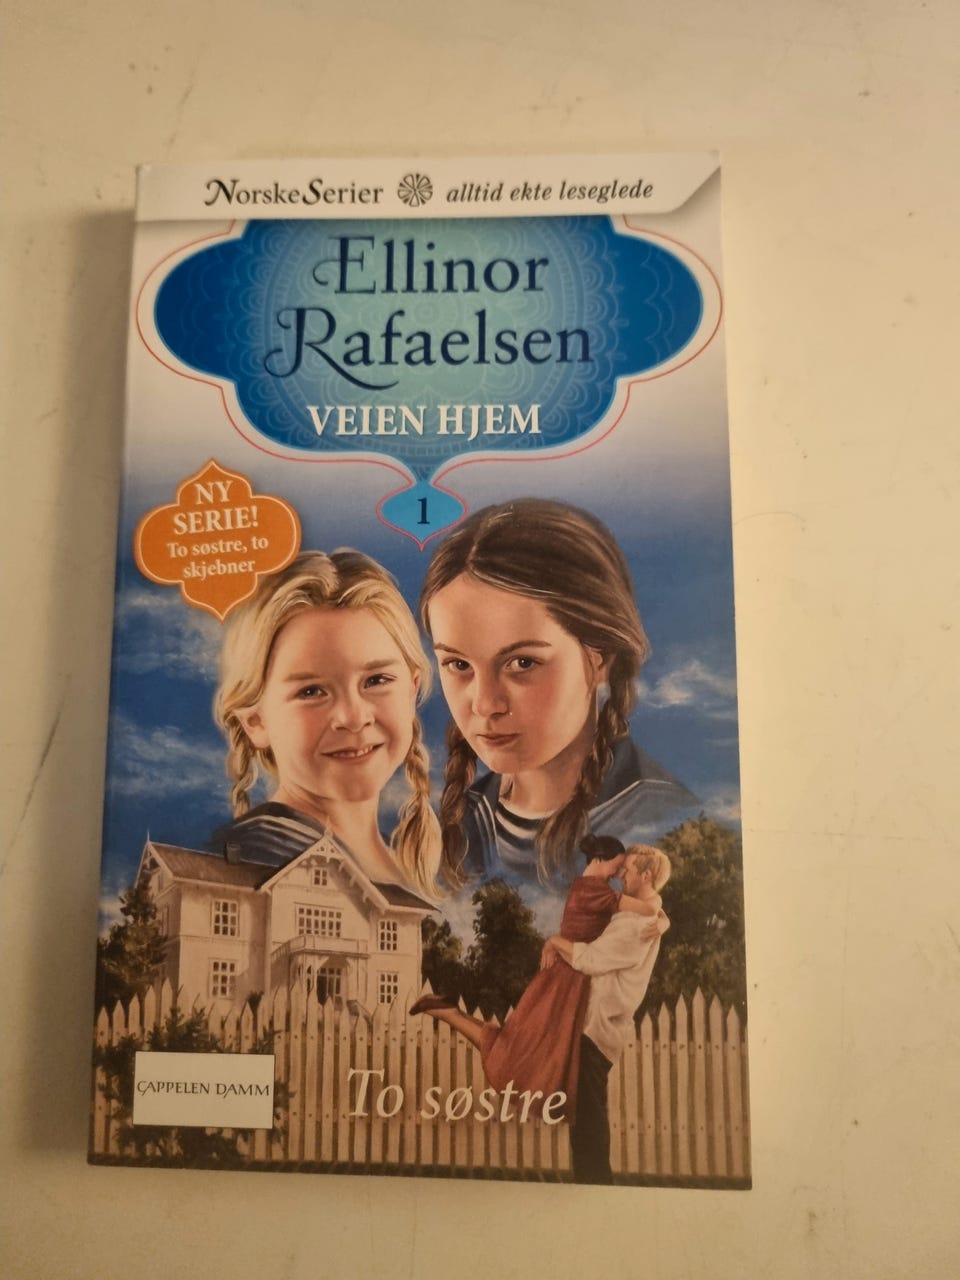 NorskeSerier alltid ekte leseglede
Ellinor
Rafaelsen
VEIEN HJEM
1
NY
SERIE!
To søstre, to
skjebner
CAPPELEN DAMM
To søstre